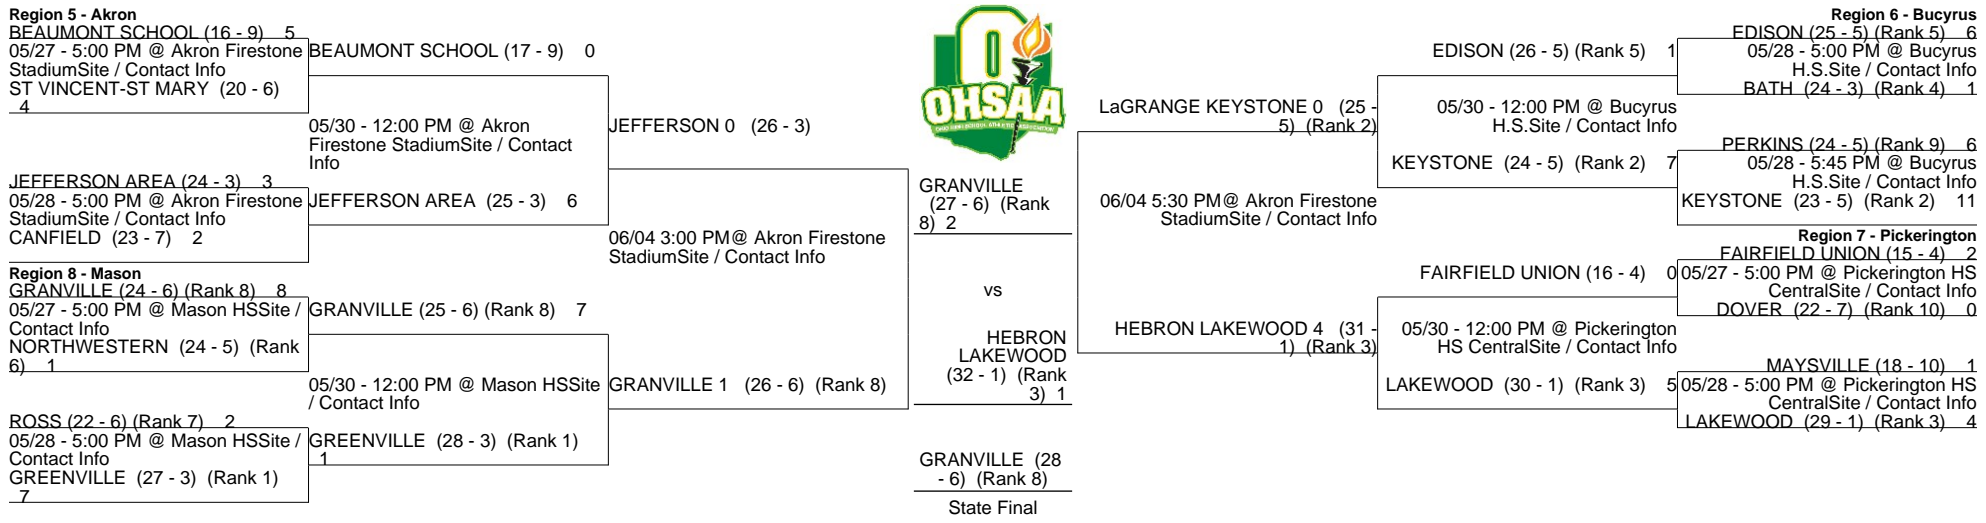 Region 5 - Akron
BEAUMONT SCHOOL (16 - 9) 5
05/27 - 5:00 PM @ Akron Firestone
StadiumSite / Contact Info
ST VINCENT-ST MARY (20 - 6)
4
JEFFERSON AREA (24 - 3) 3
05/28 - 5:00 PM @ Akron Firestone
StadiumSite / Contact Info
CANFIELD (23 - 7) 2
Region 8 - Mason
GRANVILLE (24 - 6) (Rank 8) 8
05/27 - 5:00 PM @ Mason HSSite /
Contact Info
NORTHWESTERN (24 - 5) (Rank
6) 1
ROSS (22 - 6) (Rank 7) 2
05/28 - 5:00 PM @ Mason HSSite /
Contact Info
GREENVILLE (27 - 3) (Rank 1)
7
BEAUMONT SCHOOL (17 - 9) 0
05/30 - 12:00 PM @ Akron
Firestone StadiumSite / Contact
Info
JEFFERSON AREA (25 - 3) 6
GRANVILLE (25 - 6) (Rank 8) 7
05/30 - 12:00 PM @ Mason HSSite
/ Contact Info
GREENVILLE (28 - 3) (Rank 1)
1
JEFFERSON 0 (26 - 3)
06/04 3:00 PM@ Akron Firestone
StadiumSite / Contact Info
GRANVILLE 1 (26 - 6) (Rank 8)
OHSAA
GRANVILLE
(27 - 6) (Rank
8) 2
vs
HEBRON
LAKEWOOD
(32 - 1) (Rank
3) 1
GRANVILLE (28
- 6) (Rank 8)
State Final
LaGRANGE KEYSTONE 0 (25 -
5) (Rank 2)
06/04 5:30 PM@ Akron Firestone
StadiumSite / Contact Info
HEBRON LAKEWOOD 4 (31 -
1) (Rank 3)
EDISON (26 - 5) (Rank 5) 1
05/30 - 12:00 PM @ Bucyrus
H.S.Site / Contact Info
KEYSTONE (24 - 5) (Rank 2) 7
FAIRFIELD UNION (16 - 4) 0
05/30 - 12:00 PM @ Pickerington
HS CentralSite / Contact Info
LAKEWOOD (30 - 1) (Rank 3) 5
Region 6 - Bucyrus
EDISON (25 - 5) (Rank 5) 6
05/28 - 5:00 PM @ Bucyrus
H.S.Site / Contact Info
BATH (24 - 3) (Rank 4) 1
PERKINS (24 - 5) (Rank 9) 6
05/28 - 5:45 PM @ Bucyrus
H.S.Site / Contact Info
KEYSTONE (23 - 5) (Rank 2) 11
Region 7 - Pickerington
FAIRFIELD UNION (15 - 4) 2
05/27 - 5:00 PM @ Pickerington HS
CentralSite / Contact Info
DOVER (22 - 7) (Rank 10) 0
MAYSVILLE (18 - 10) 1
05/28 - 5:00 PM @ Pickerington HS
CentralSite / Contact Info
LAKEWOOD (29 - 1) (Rank 3) 4